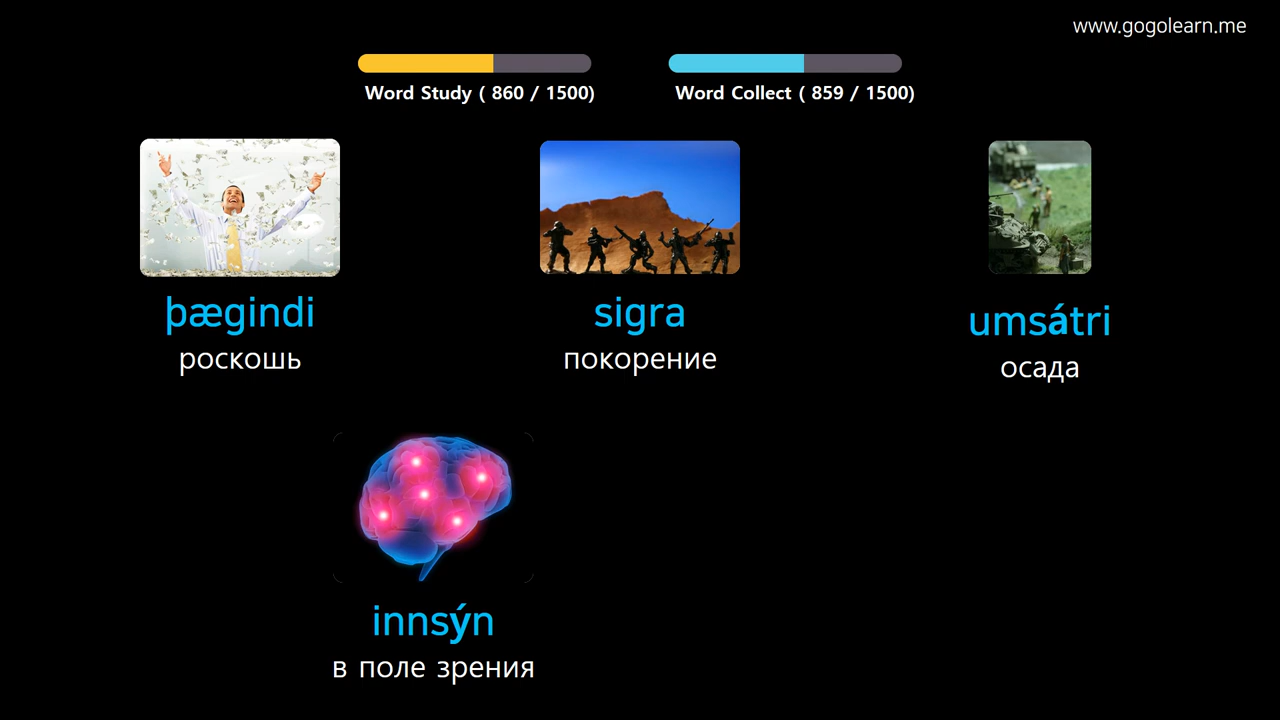 www.gogolearn.me
Word Study ( 860 / 1500)
Word Collect ( 859 / 1500)
þægindi
роскошь
sigra
покорение
umsátri
осада
innsýn
в поле зрения